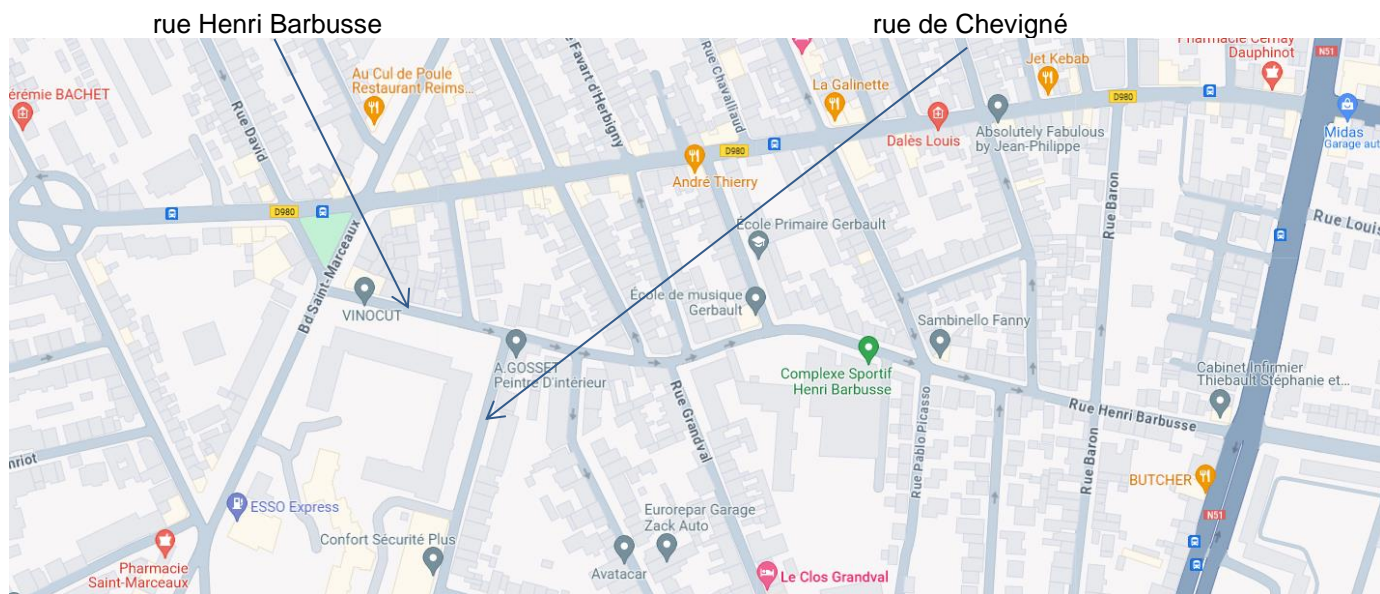 rue Henri Barbusse
rue de Chevigné
Pharmacie Cernay
Dauphinot
N51
Jet Kebab
Au Cul de Poule
Restaurant Reims...
érémie BACHET
Rue David
e Favart d'Herbigny
Rue Chavalliaud
La Galinette
D980
Midas
Garage aut
Absolutely Fabulous
by Jean-Philippe
Dalès Louis
D980
André Thierry
Rue Baron
Rue Louis
D980
École Primaire Gerbault
Bd Saint-Marceaux
VINOCUT
École de musique
Gerbault
Sambinello Fanny
A.GOSSET
Peintre D'intérieur
Complexe Sportif
Henri Barbusse
Cabinet Infirmier
Thiebault Stéphanie et...
Rue Grandval
Rue Pablo Picasso
Rue Henri Barbusse
Rue Baron
nriot
BUTCHER
ESSO Express
Eurorepar Garage
Zack Auto
N51
Confort Sécurité Plus
Pharmacie
Saint-Marceaux
Avatacar
Le Clos Grandval